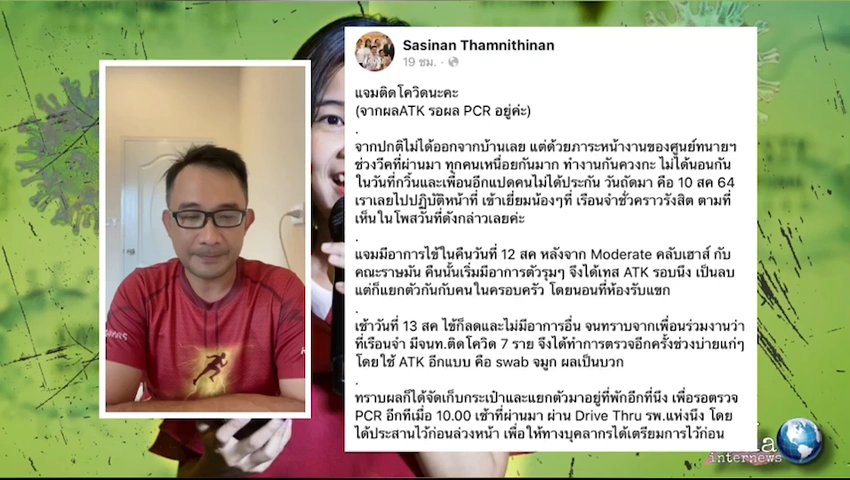 Sasinan Thamnithinan
19 ชม.
แจมติดโควิดนะคะ
(จากผลATK รอผล PCR อยู่ค่ะ)
.
จากปกติไม่ได้ออกจากบ้านเลย แต่ด้วยภาระหน้างานของศูนย์ทนายฯ
ช่วงวีคที่ผ่านมา ทุกคนเหนื่อยกันมาก ทำงานกันควงกะ ไม่ได้นอนกัน
ในวันที่กวิ้นและเพื่อนอีกแปดคนไม่ได้ประกัน วันถัดมา คือ 10 สค 64
เราเลยไปปฏิบัติหน้าที่ เข้าเยี่ยมน้องๆที่ เรือนจำชั่วคราวรังสิต ตามที่
เห็นในโพสวันที่ดังกล่าวเลยค่ะ
.
แจมมีอาการไข้ในคืนวันที่ 12 สค หลังจาก Moderate คลับเฮาส์ กับ
คณะราษมัน คืนนั้นเริ่มมีอาการตัวรุมๆ จึงได้เทส ATK รอบนึง เป็นลบ
แต่ก็แยกตัวกันกับคนในครอบครัว โดยนอนที่ห้องรับแขก
.
เช้าวันที่ 13 สค ไข้ก็ลดและไม่มีอาการอื่น จนทราบจากเพื่อนร่วมงานว่า
ที่เรือนจำ มีจนท.ติดโควิด 7 ราย จึงได้ทำการตรวจอีกครั้งช่วงบ่ายแก่ๆ
โดยใช้ ATK อีกแบบ คือ swab จมูก ผลเป็นบวก
.
ทราบผลก็ได้จัดเก็บกระเป๋าและแยกตัวมาอยู่ที่พักอีกที่นึง เพื่อรอตรวจ
PCR อีกทีเมื่อ 10.00 เช้าที่ผ่านมา ผ่าน Drive Thru รพ.แห่งนึง โดย
ได้ประสานไว้ก่อนล่วงหน้า เพื่อให้ทางบุคลากรได้เตรียมการไว้ก่อน
internews